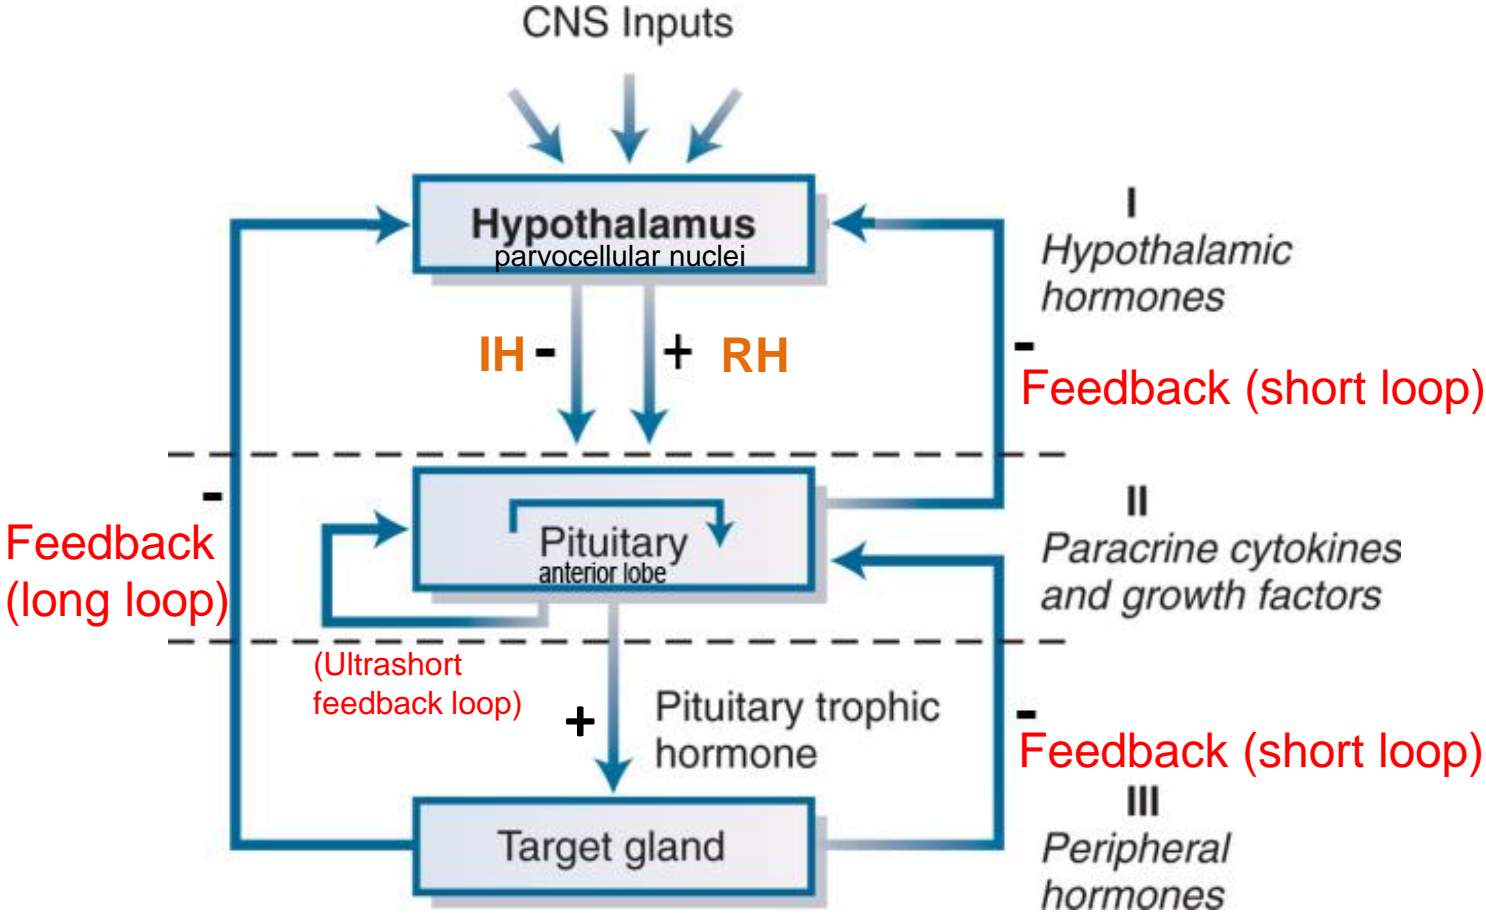 CNS Inputs
Hypothalamus
parvocellular nuclei
I
Hypothalamic
hormones
IH - + RH
-
Feedback (short loop)
-
Feedback
(long loop)
Pituitary
anterior lobe
II
Paracrine cytokines
and growth factors
(Ultrashort
feedback loop)
+
Pituitary trophic
hormone
-
Feedback (short loop)
Target gland
III
Peripheral
hormones